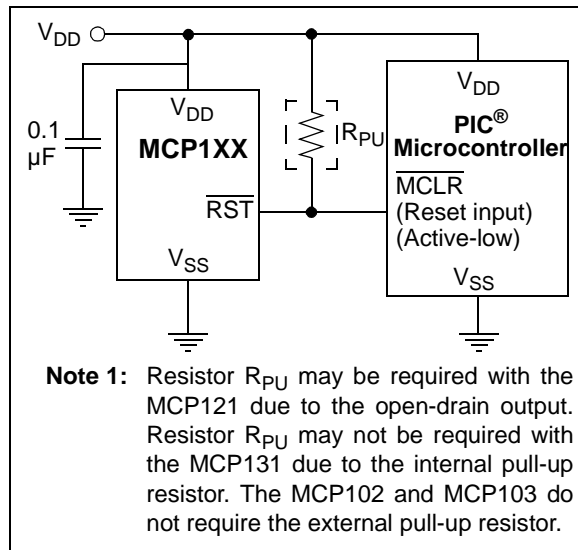 VDD
VDD
VDD
0.1
µF
MCP1XX
RPU
PIC®
Microcontroller
RST
MCLR
(Reset input)
(Active-low)
VSS
VSS
Note 1: Resistor RPU may be required with the
MCP121 due to the open-drain output.
Resistor RPU may not be required with
the MCP131 due to the internal pull-up
resistor. The MCP102 and MCP103 do
not require the external pull-up resistor.